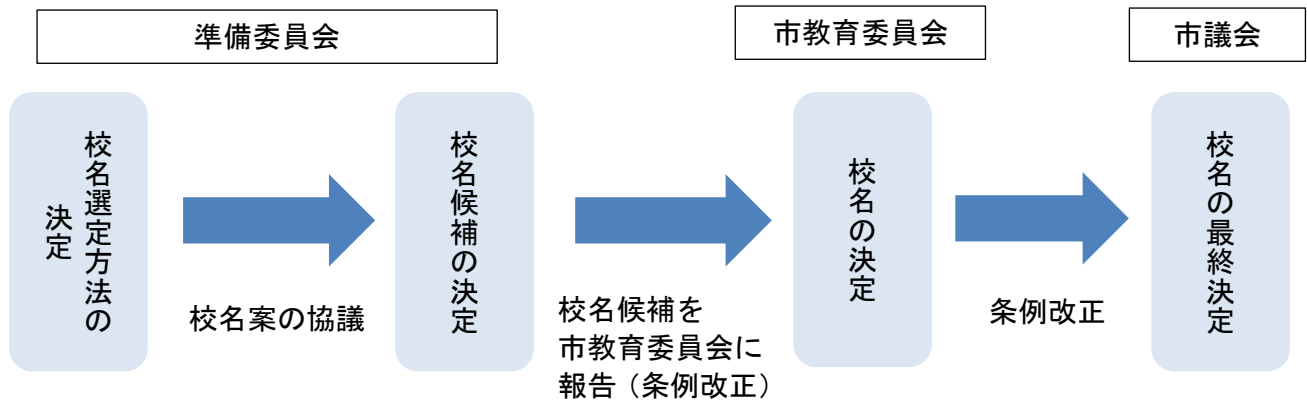 準備委員会
市教育委員会
市議会
校名選定方法の
決定
校名案の協議
校名候補の決定
校名候補を
市教育委員会に
報告（条例改正）
校名の決定
条例改正
校名の最終決定